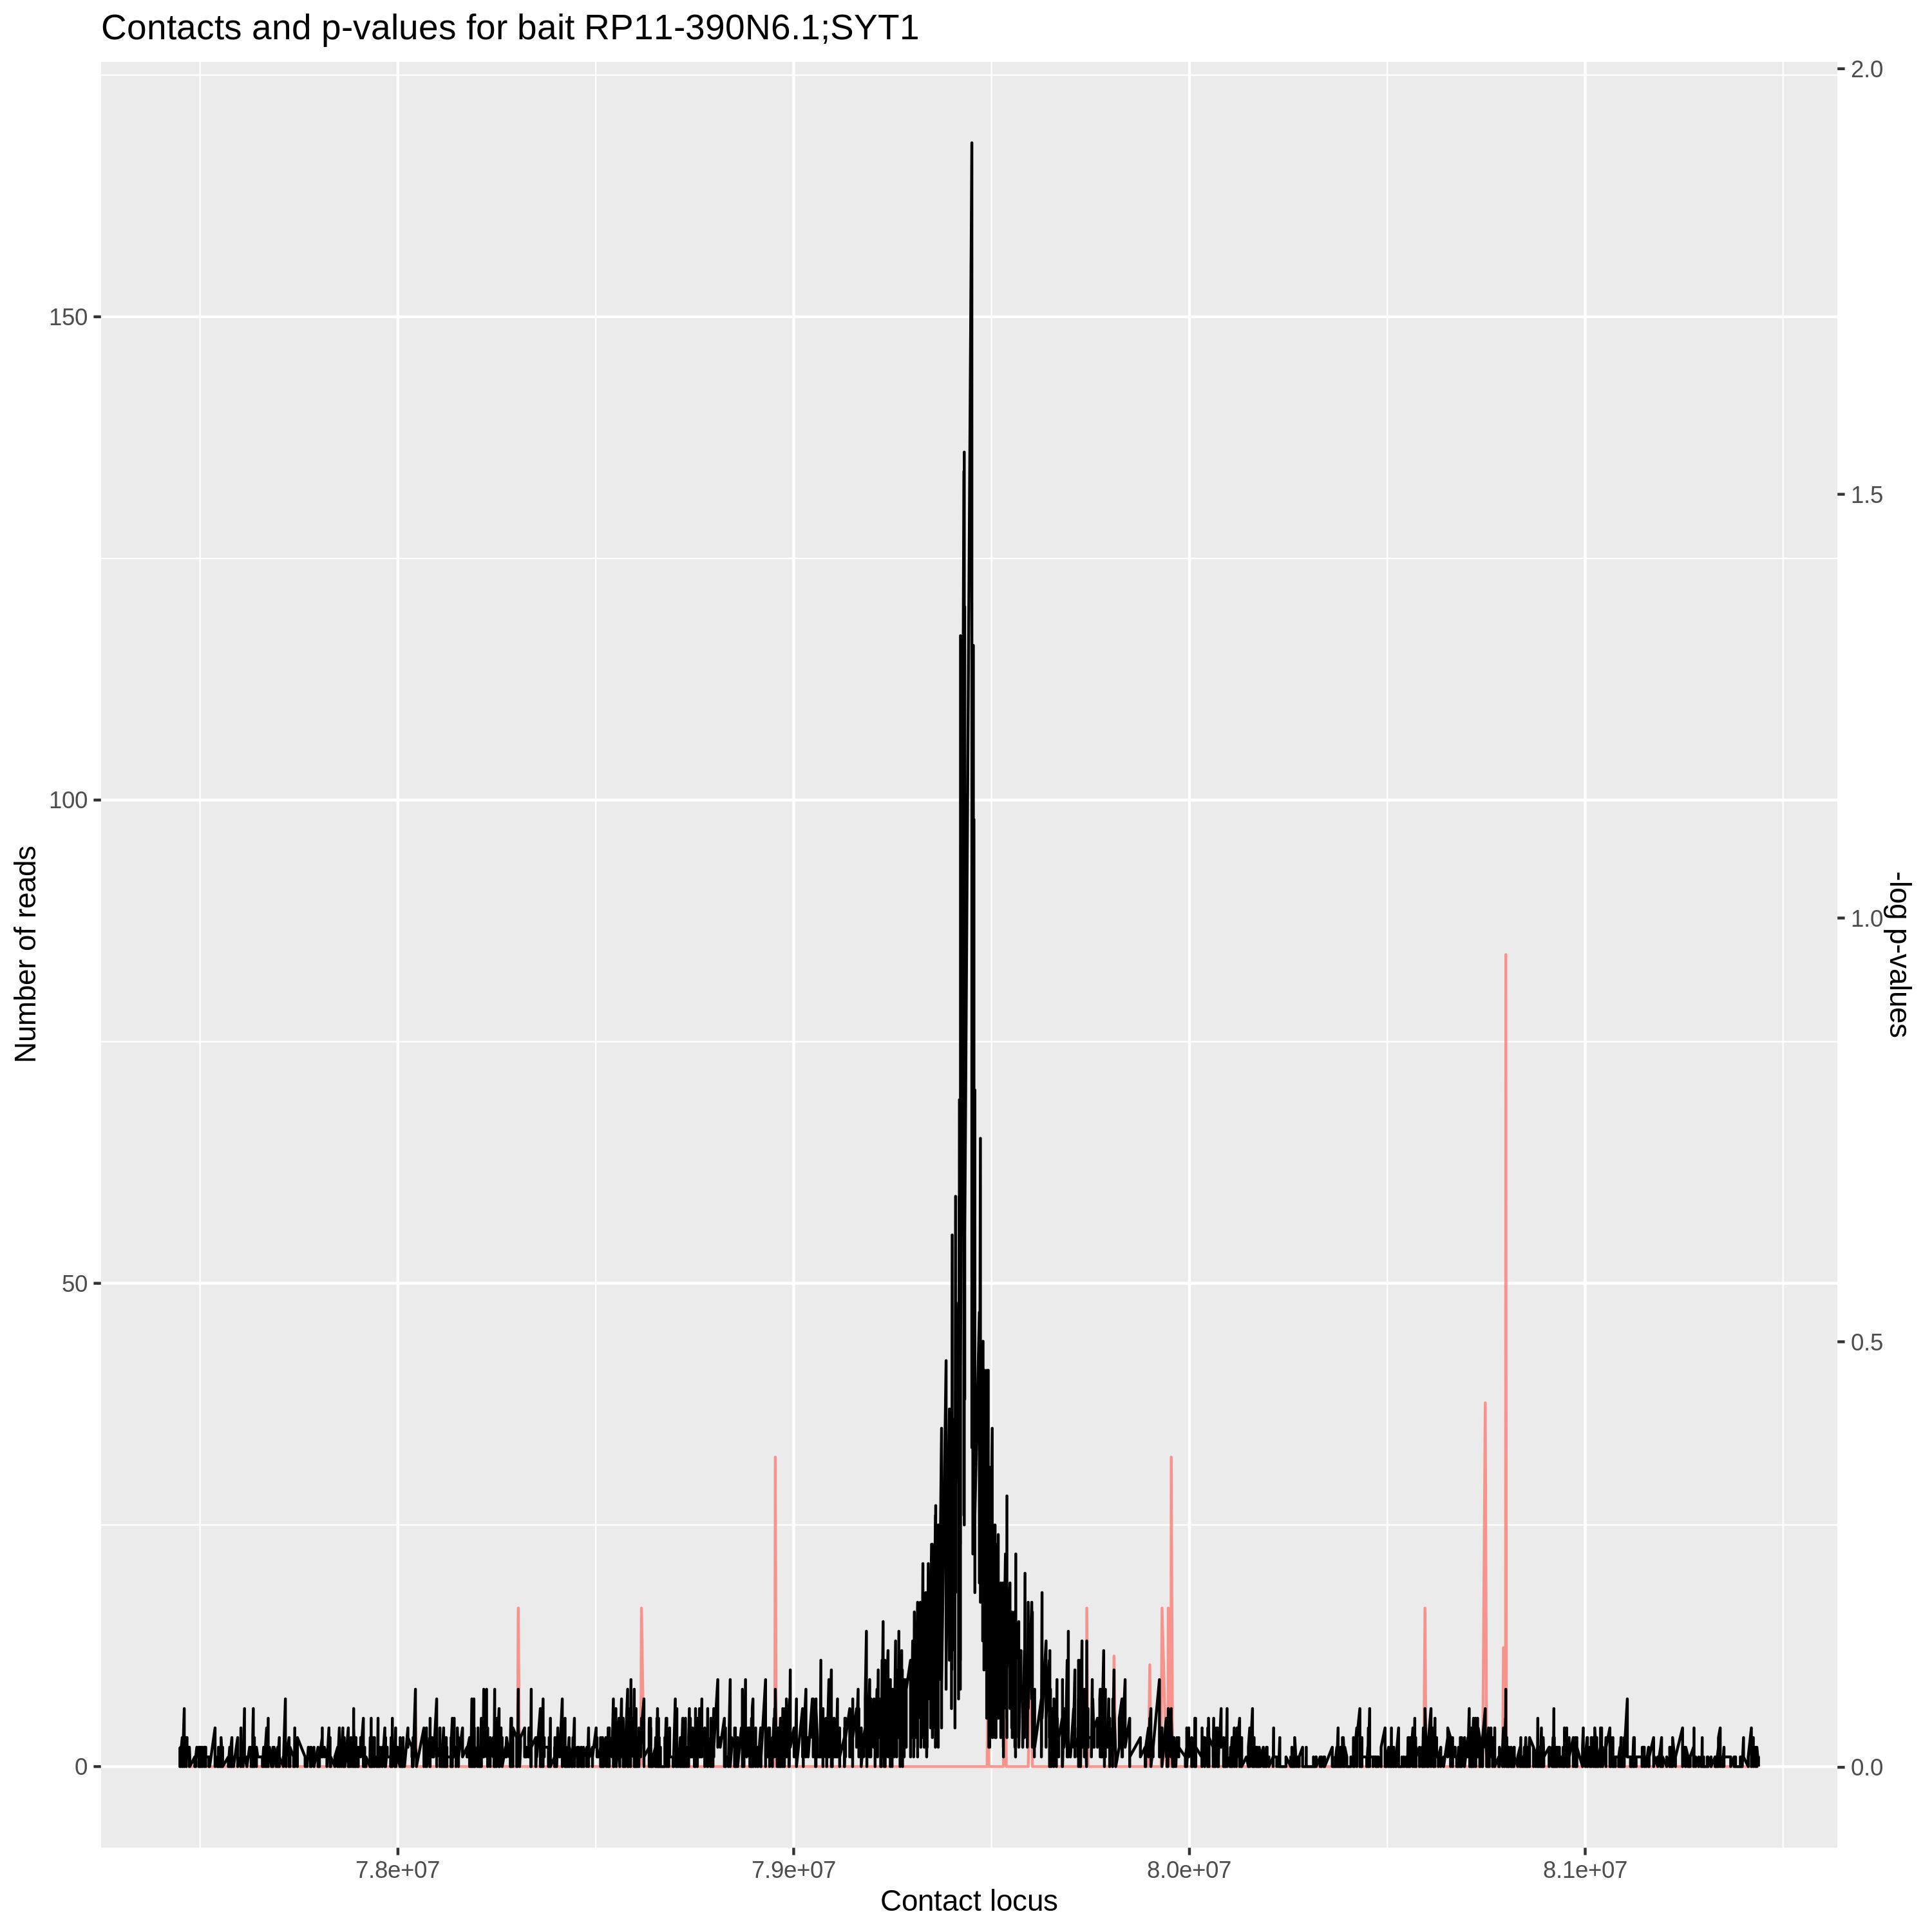 Contacts and p-values for bait RP11-390N6.1;SYT1
2.0
150
1.5
100
1.0
Number of reads
-log p-values
50
0.5
0
0.0
7.8e+07 7.9e+07 8.0e+07 8.1e+07
Contact locus